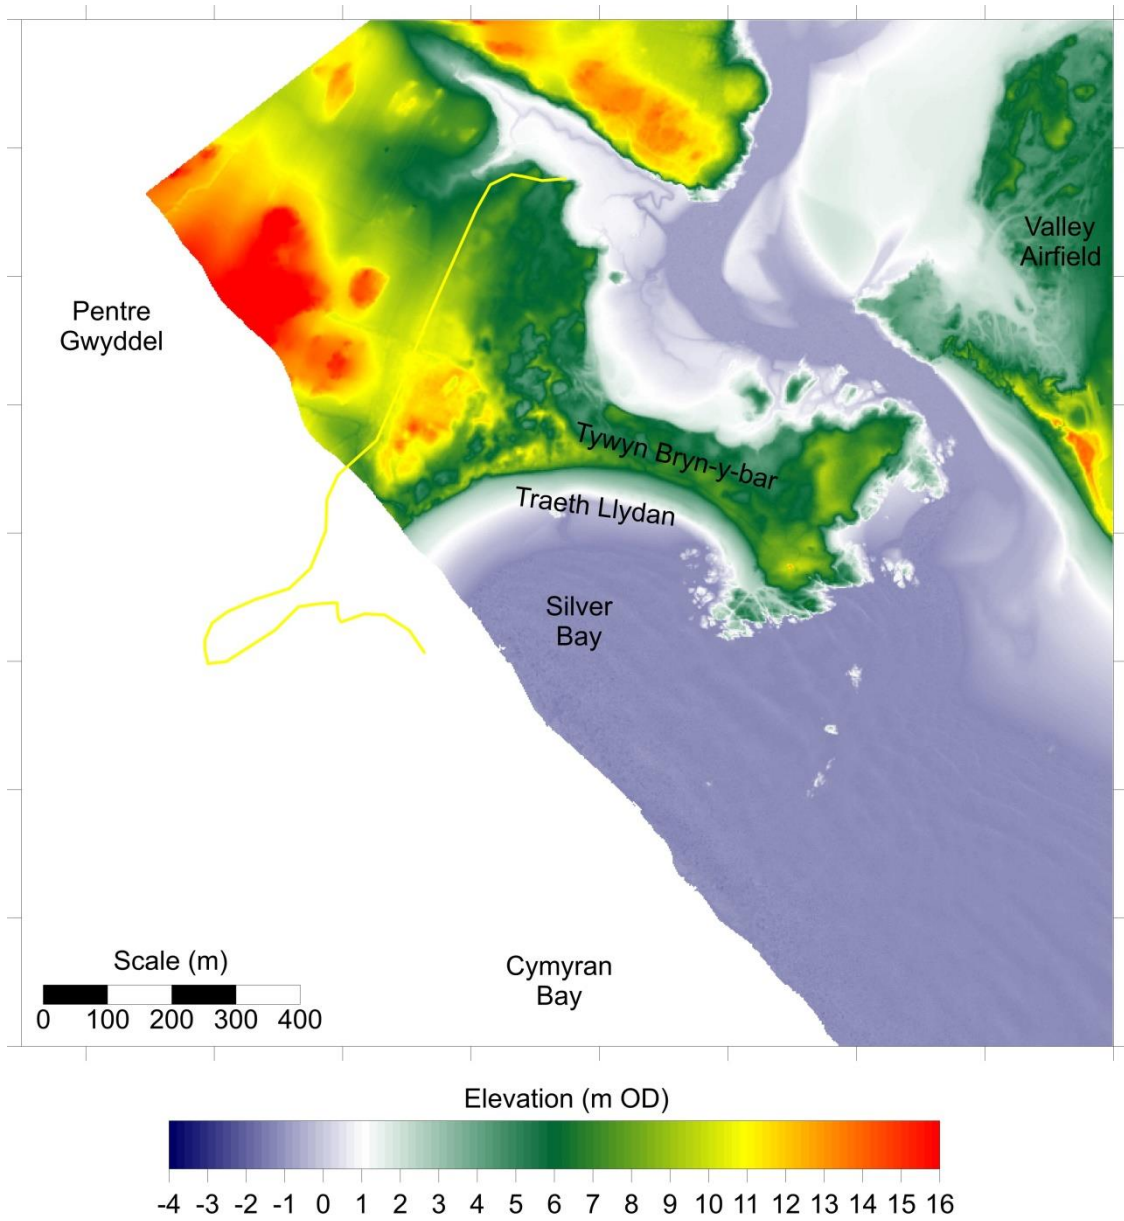 Valley
Airfield
Pentre
Gwyddel
Tywyn Bryn-y-bar
Traeth Llydan
Silver
Bay
Cymyran
Bay
Scale (m)
0 100 200 300 400
Elevation (m OD)
-4 -3 -2 -1 0 1 2 3 4 5 6 7 8 9 10 11 12 13 14 15 16